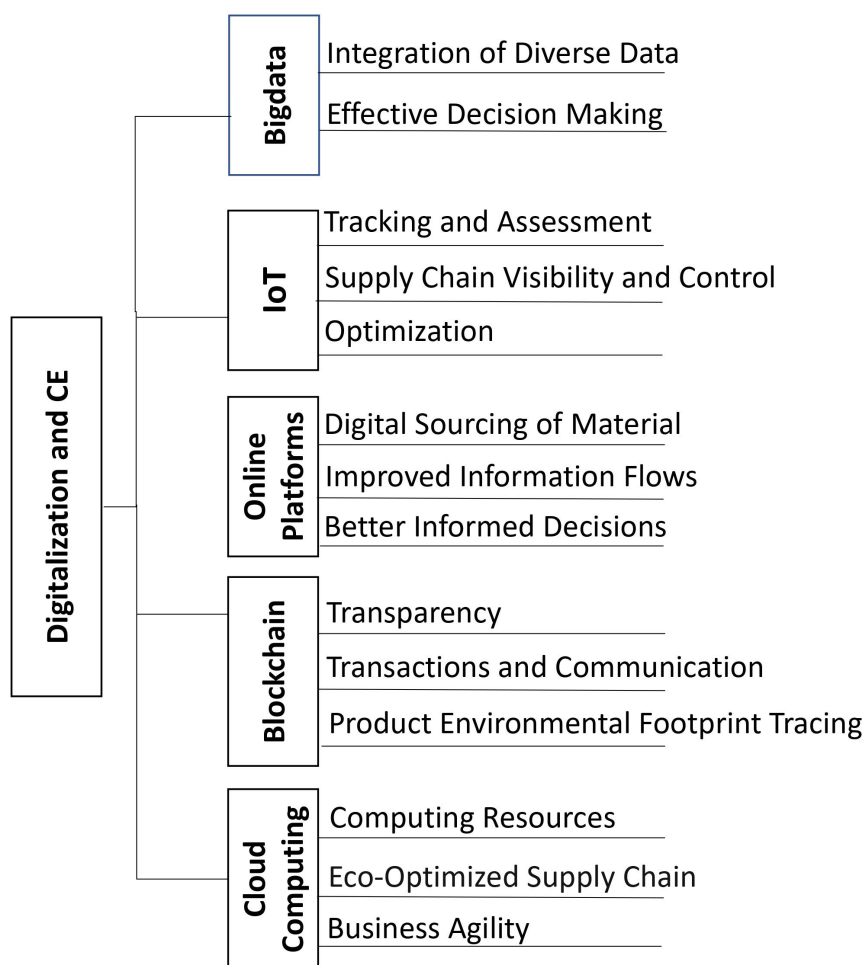 Digitalization and CE
Bigdata
Integration of Diverse Data
Effective Decision Making
IoT
Tracking and Assessment
Supply Chain Visibility and Control
Optimization
Online
Platforms
Digital Sourcing of Material
Improved Information Flows
Better Informed Decisions
Blockchain
Transparency
Transactions and Communication
Product Environmental Footprint Tracing
Cloud
Computing
Computing Resources
Eco-Optimized Supply Chain
Business Agility